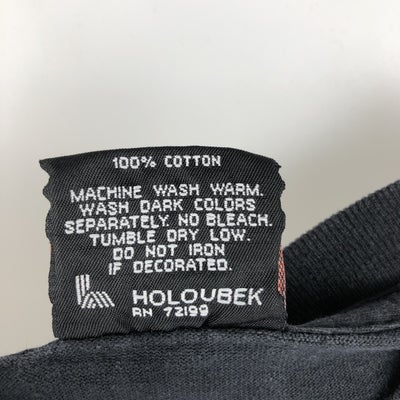 100% COTTON
MACHINE WASH WARM.
WASH DARK COLORS
SEPARATELY. NO BLEACH.
TUMBLE DRY LOW.
DO NOT IRON
IF DECORATED.
HOLOUBEK
RN 72199